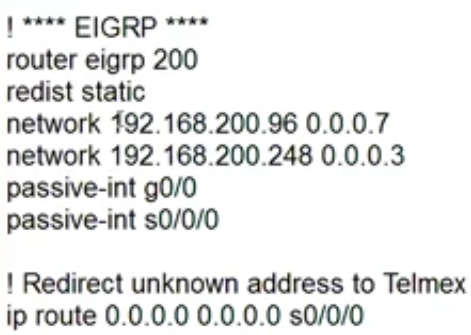 ! **** EIGRP ****
router eigrp 200
redist static
network 192.168.200.96 0.0.0.7
network 192.168.200.248 0.0.0.3
passive-int g0/0
passive-int s0/0/0
! Redirect unknown address to Telmex
ip route 0.0.0.0 0.0.0.0 s0/0/0